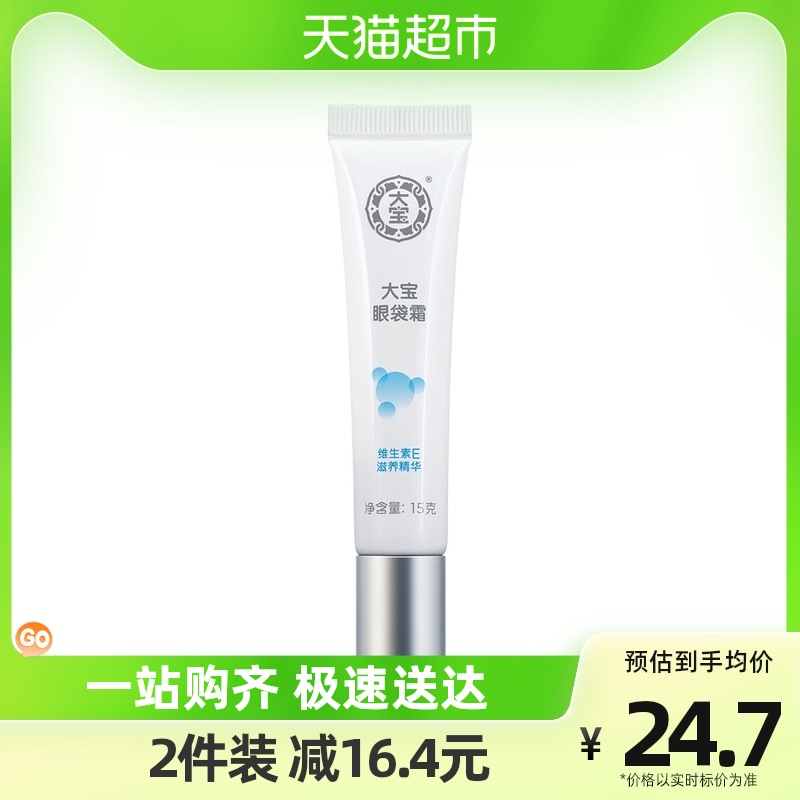 天猫超市
大宝
®
大宝
眼袋霜
维生素E
滋养精华
净含量：15克
GO
一站购齐 极速送达
2件装 减16.4元
预估到手均价
¥ 24.7
*价格以实时标价为准